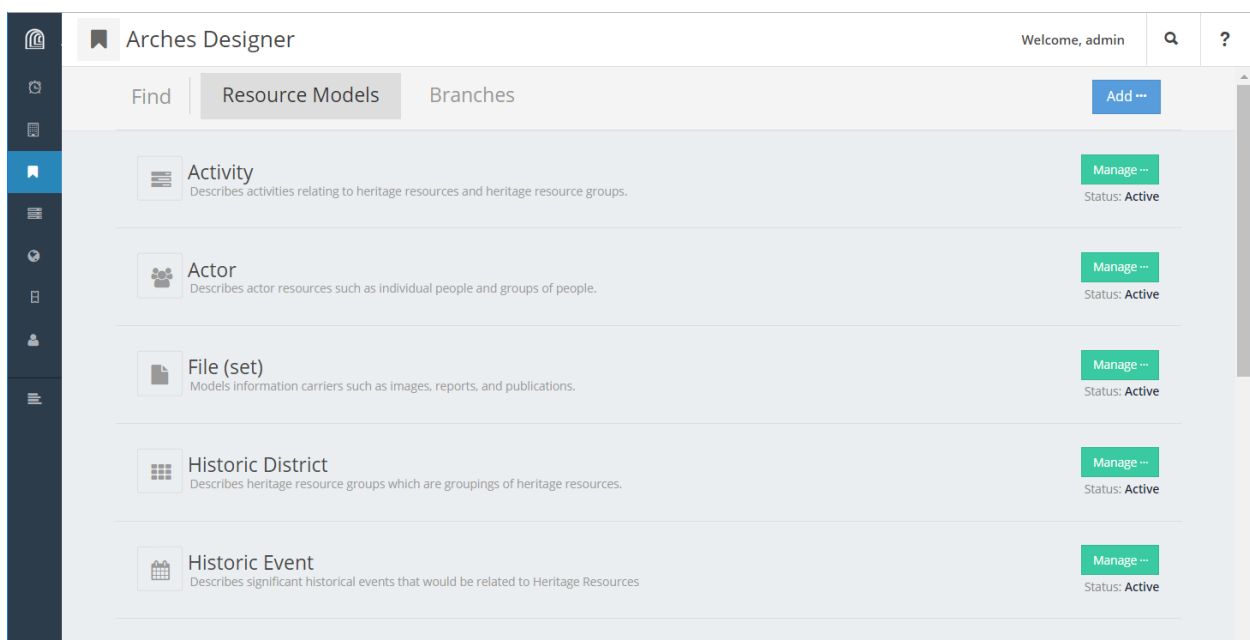 Arches Designer
Welcome, admin
?
Find
Resource Models
Branches
Add ···
Activity
Describes activities relating to heritage resources and heritage resource groups.
Manage ···
Status: Active
Actor
Describes actor resources such as individual people and groups of people.
Manage ···
Status: Active
File (set)
Models information carriers such as images, reports, and publications.
Manage ···
Status: Active
Historic District
Describes heritage resource groups which are groupings of heritage resources.
Manage ···
Status: Active
Historic Event
Describes significant historical events that would be related to Heritage Resources
Manage ···
Status: Active